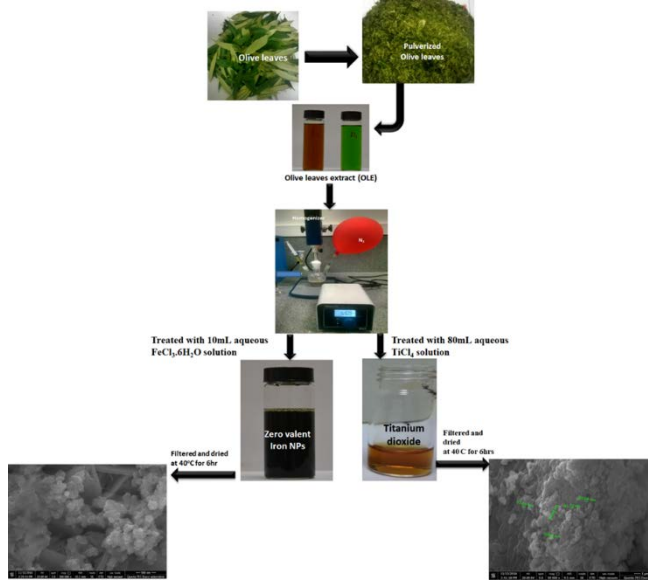 Olive leaves
Pulverized
Olive leaves
Olive leaves extract (OLE)
Homogenizer
N₂
Treated with 10mL aqueous
FeCl₃.6H₂O solution
Treated with 80mL aqueous
TiCl₄ solution
Zero valent
Iron NPs
Titanium
dioxide
Filtered and dried
at 40°C for 6hr
Filtered and
dried
at 40C for 6hrs